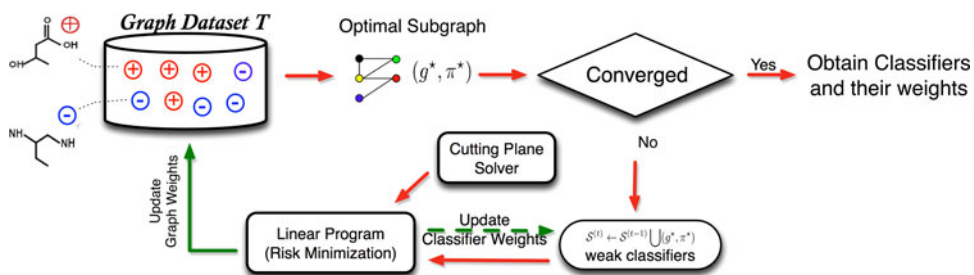 Graph Dataset T
O
OH
OH
+ + + -
- + - -
+
-
NH
NH
Optimal Subgraph
(g*, π*)
Converged
Yes
Obtain Classifiers
and their weights
No
Cutting Plane
Solver
Update
Graph Weights
Linear Program
(Risk Minimization)
Update
Classifier Weights
S⁽ᵗ⁾ ← S⁽ᵗ⁻¹⁾ ⋃(g*, π*)
weak classifiers